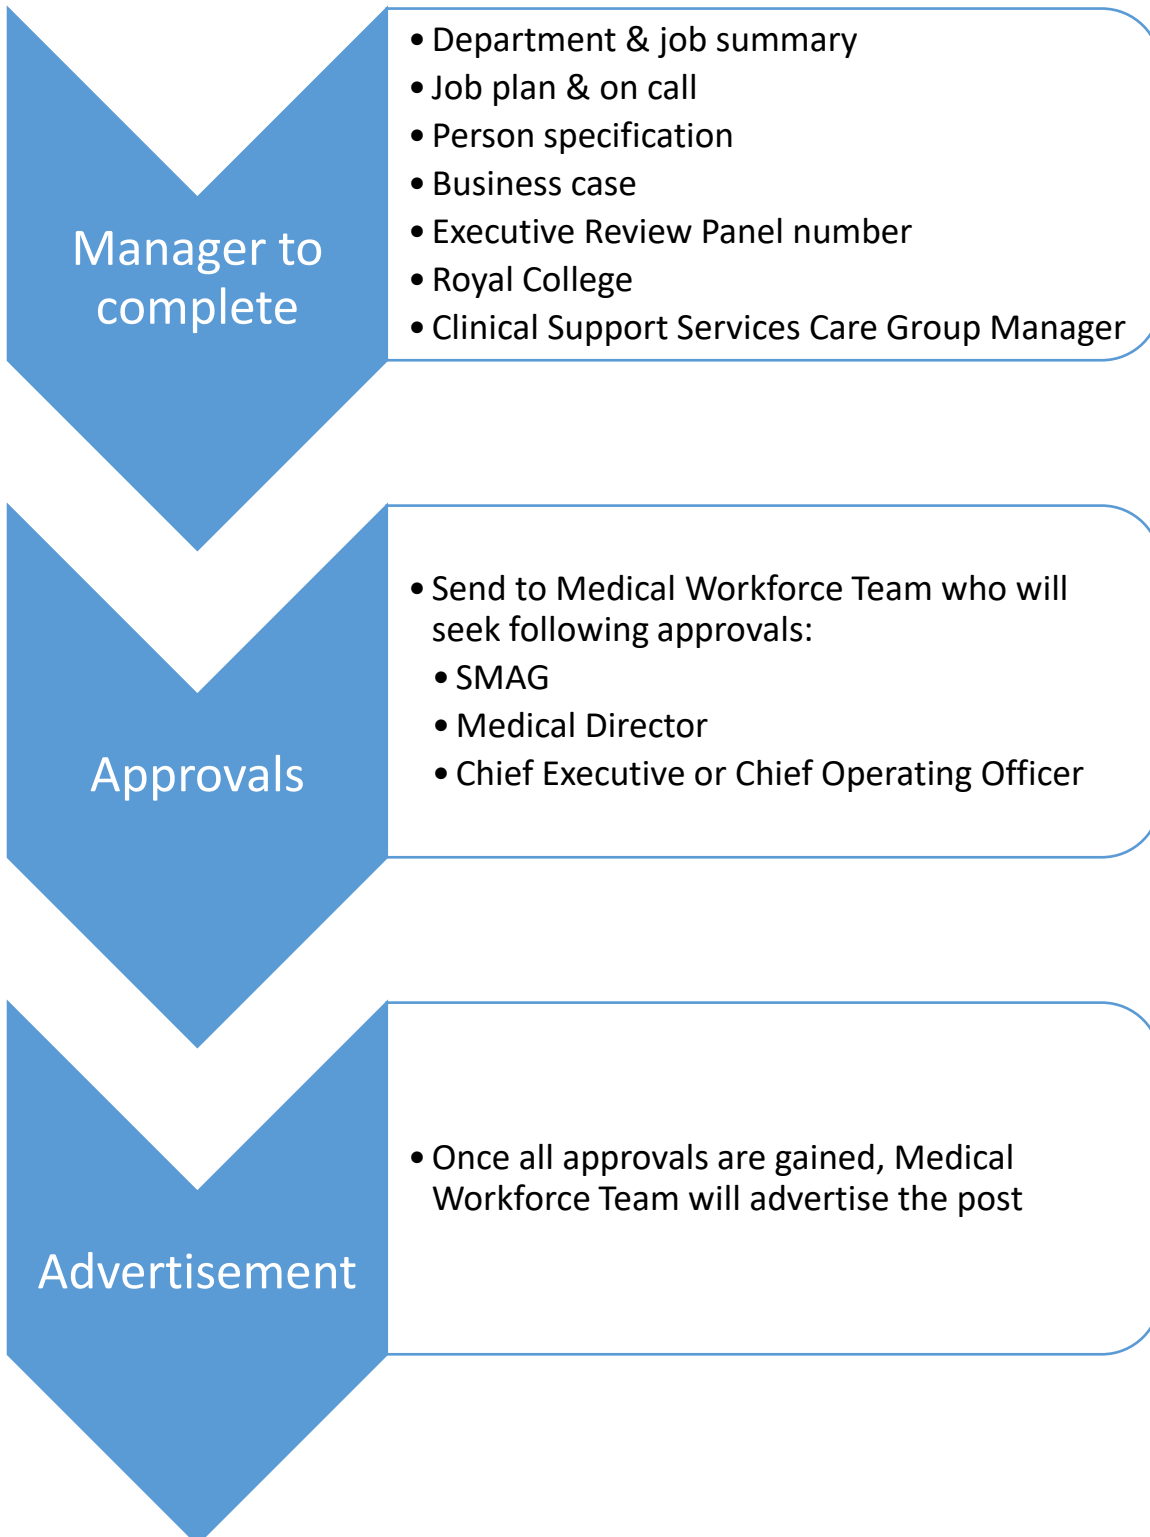 • Department & job summary
• Job plan & on call
• Person specification
• Business case
• Executive Review Panel number
• Royal College
• Clinical Support Services Care Group Manager
Manager to
complete
• Send to Medical Workforce Team who will
seek following approvals:
• SMAG
• Medical Director
• Chief Executive or Chief Operating Officer
Approvals
• Once all approvals are gained, Medical
Workforce Team will advertise the post
Advertisement